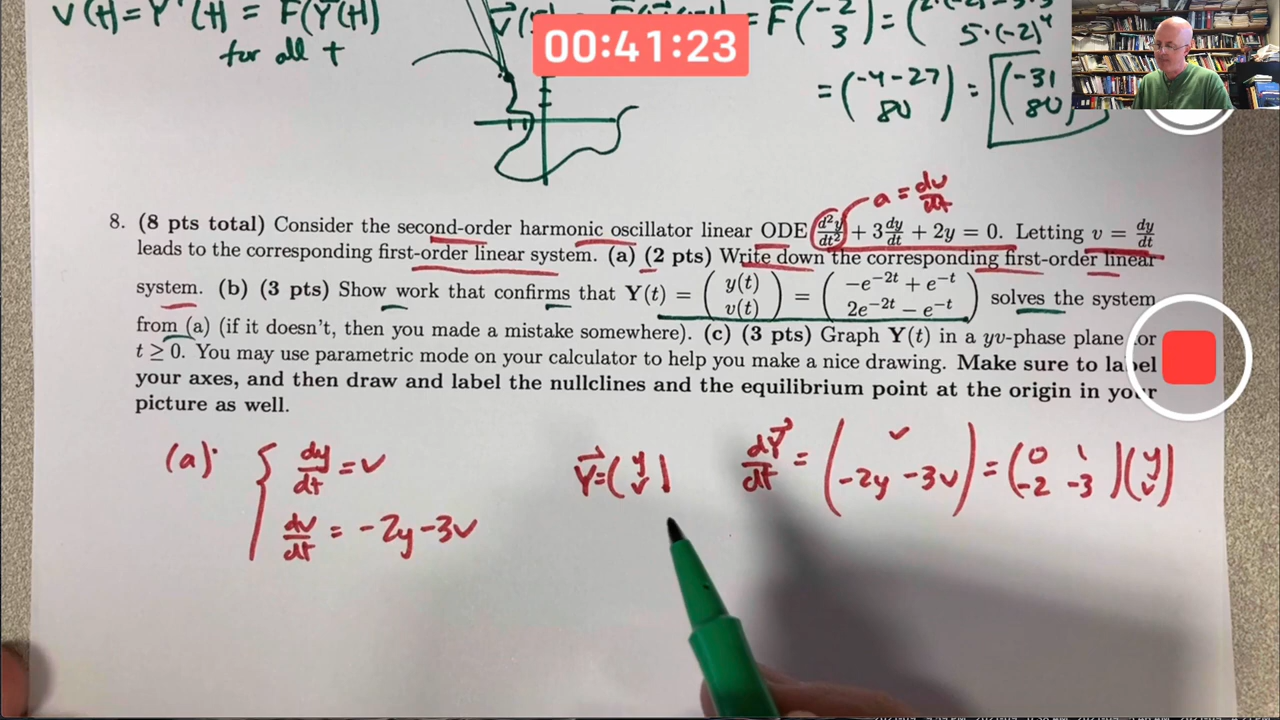 V(t) = Y'(t) = F(Y(t))
for all t
= F(-2 3) = (
5·(-2)⁴
= (-4-27 80) = (-31 80)
00:41:23
a = dv/dt
8. (8 pts total) Consider the second-order harmonic oscillator linear ODE d²y/dt² + 3 dy/dt + 2y = 0. Letting v = dy/dt
leads to the corresponding first-order linear system. (a) (2 pts) Write down the corresponding first-order linear
system. (b) (3 pts) Show work that confirms that Y(t) = ( y(t) v(t) ) = ( −e^{−2t} + e^{−t} 2e^{−2t} − e^{−t} ) solves the system
from (a) (if it doesn't, then you made a mistake somewhere). (c) (3 pts) Graph Y(t) in a yv-phase plane for
t ≥ 0. You may use parametric mode on your calculator to help you make a nice drawing. Make sure to label
your axes, and then draw and label the nullclines and the equilibrium point at the origin in your
picture as well.
(a): { dy/dt = v
dv/dt = -2y-3v
Y = (y v)
dY/dt = (v -2y-3v) = (0 1 -2 -3)(y v)